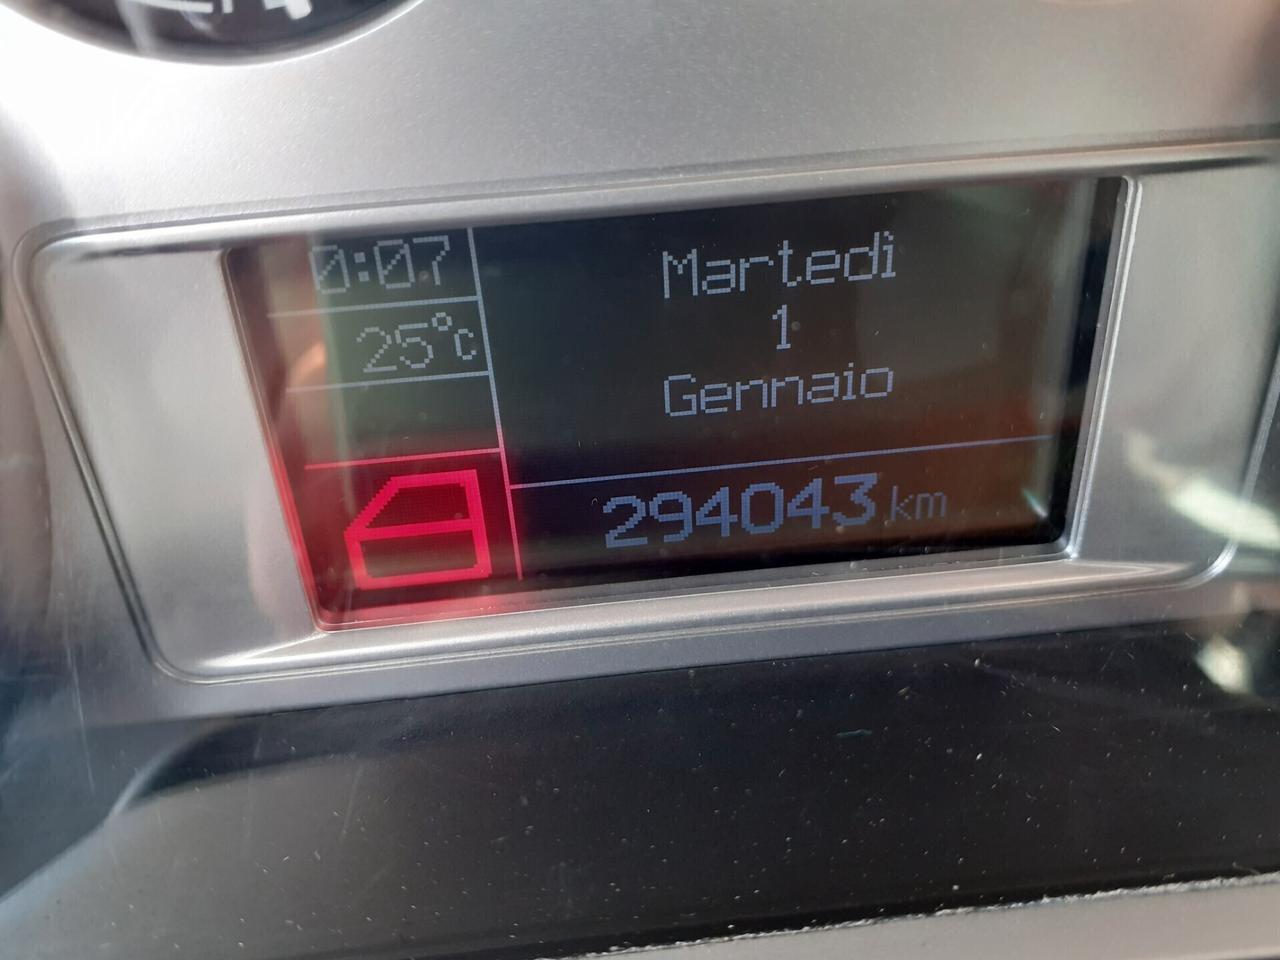 0:07
25°C
Martedì
1
Gennaio
294043 km